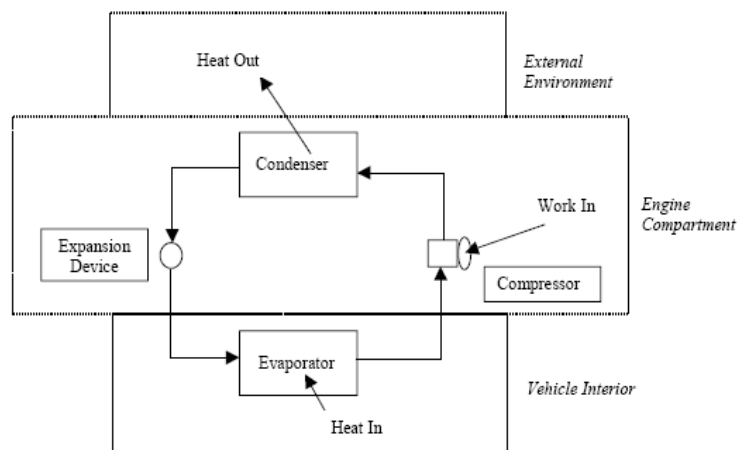 Heat Out
External
Environment
Condenser
Work In
Engine
Compartment
Expansion
Device
Compressor
Evaporator
Vehicle Interior
Heat In